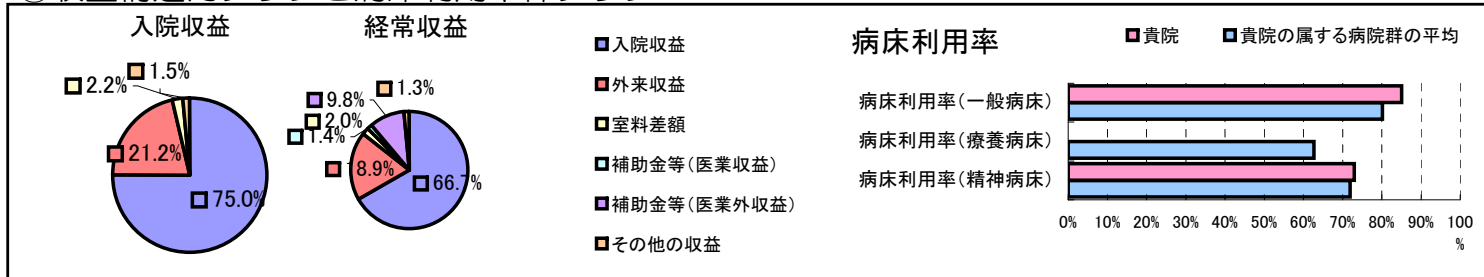 入院収益
経常収益
2.2%
1.5%
21.2%
75.0%
1.3%
9.8%
2.0%
1.4%
8.9%
66.7%
入院収益
外来収益
室料差額
補助金等(医業収益)
補助金等(医業外収益)
その他の収益
病床利用率
貴院
貴院の属する病院群の平均
病床利用率(一般病床)
病床利用率(療養病床)
病床利用率(精神病床)
0% 10% 20% 30% 40% 50% 60% 70% 80% 90% 100
%